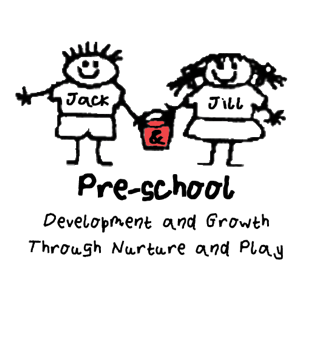 Jack & Jill
Pre-school
Development and Growth
Through Nurture and Play